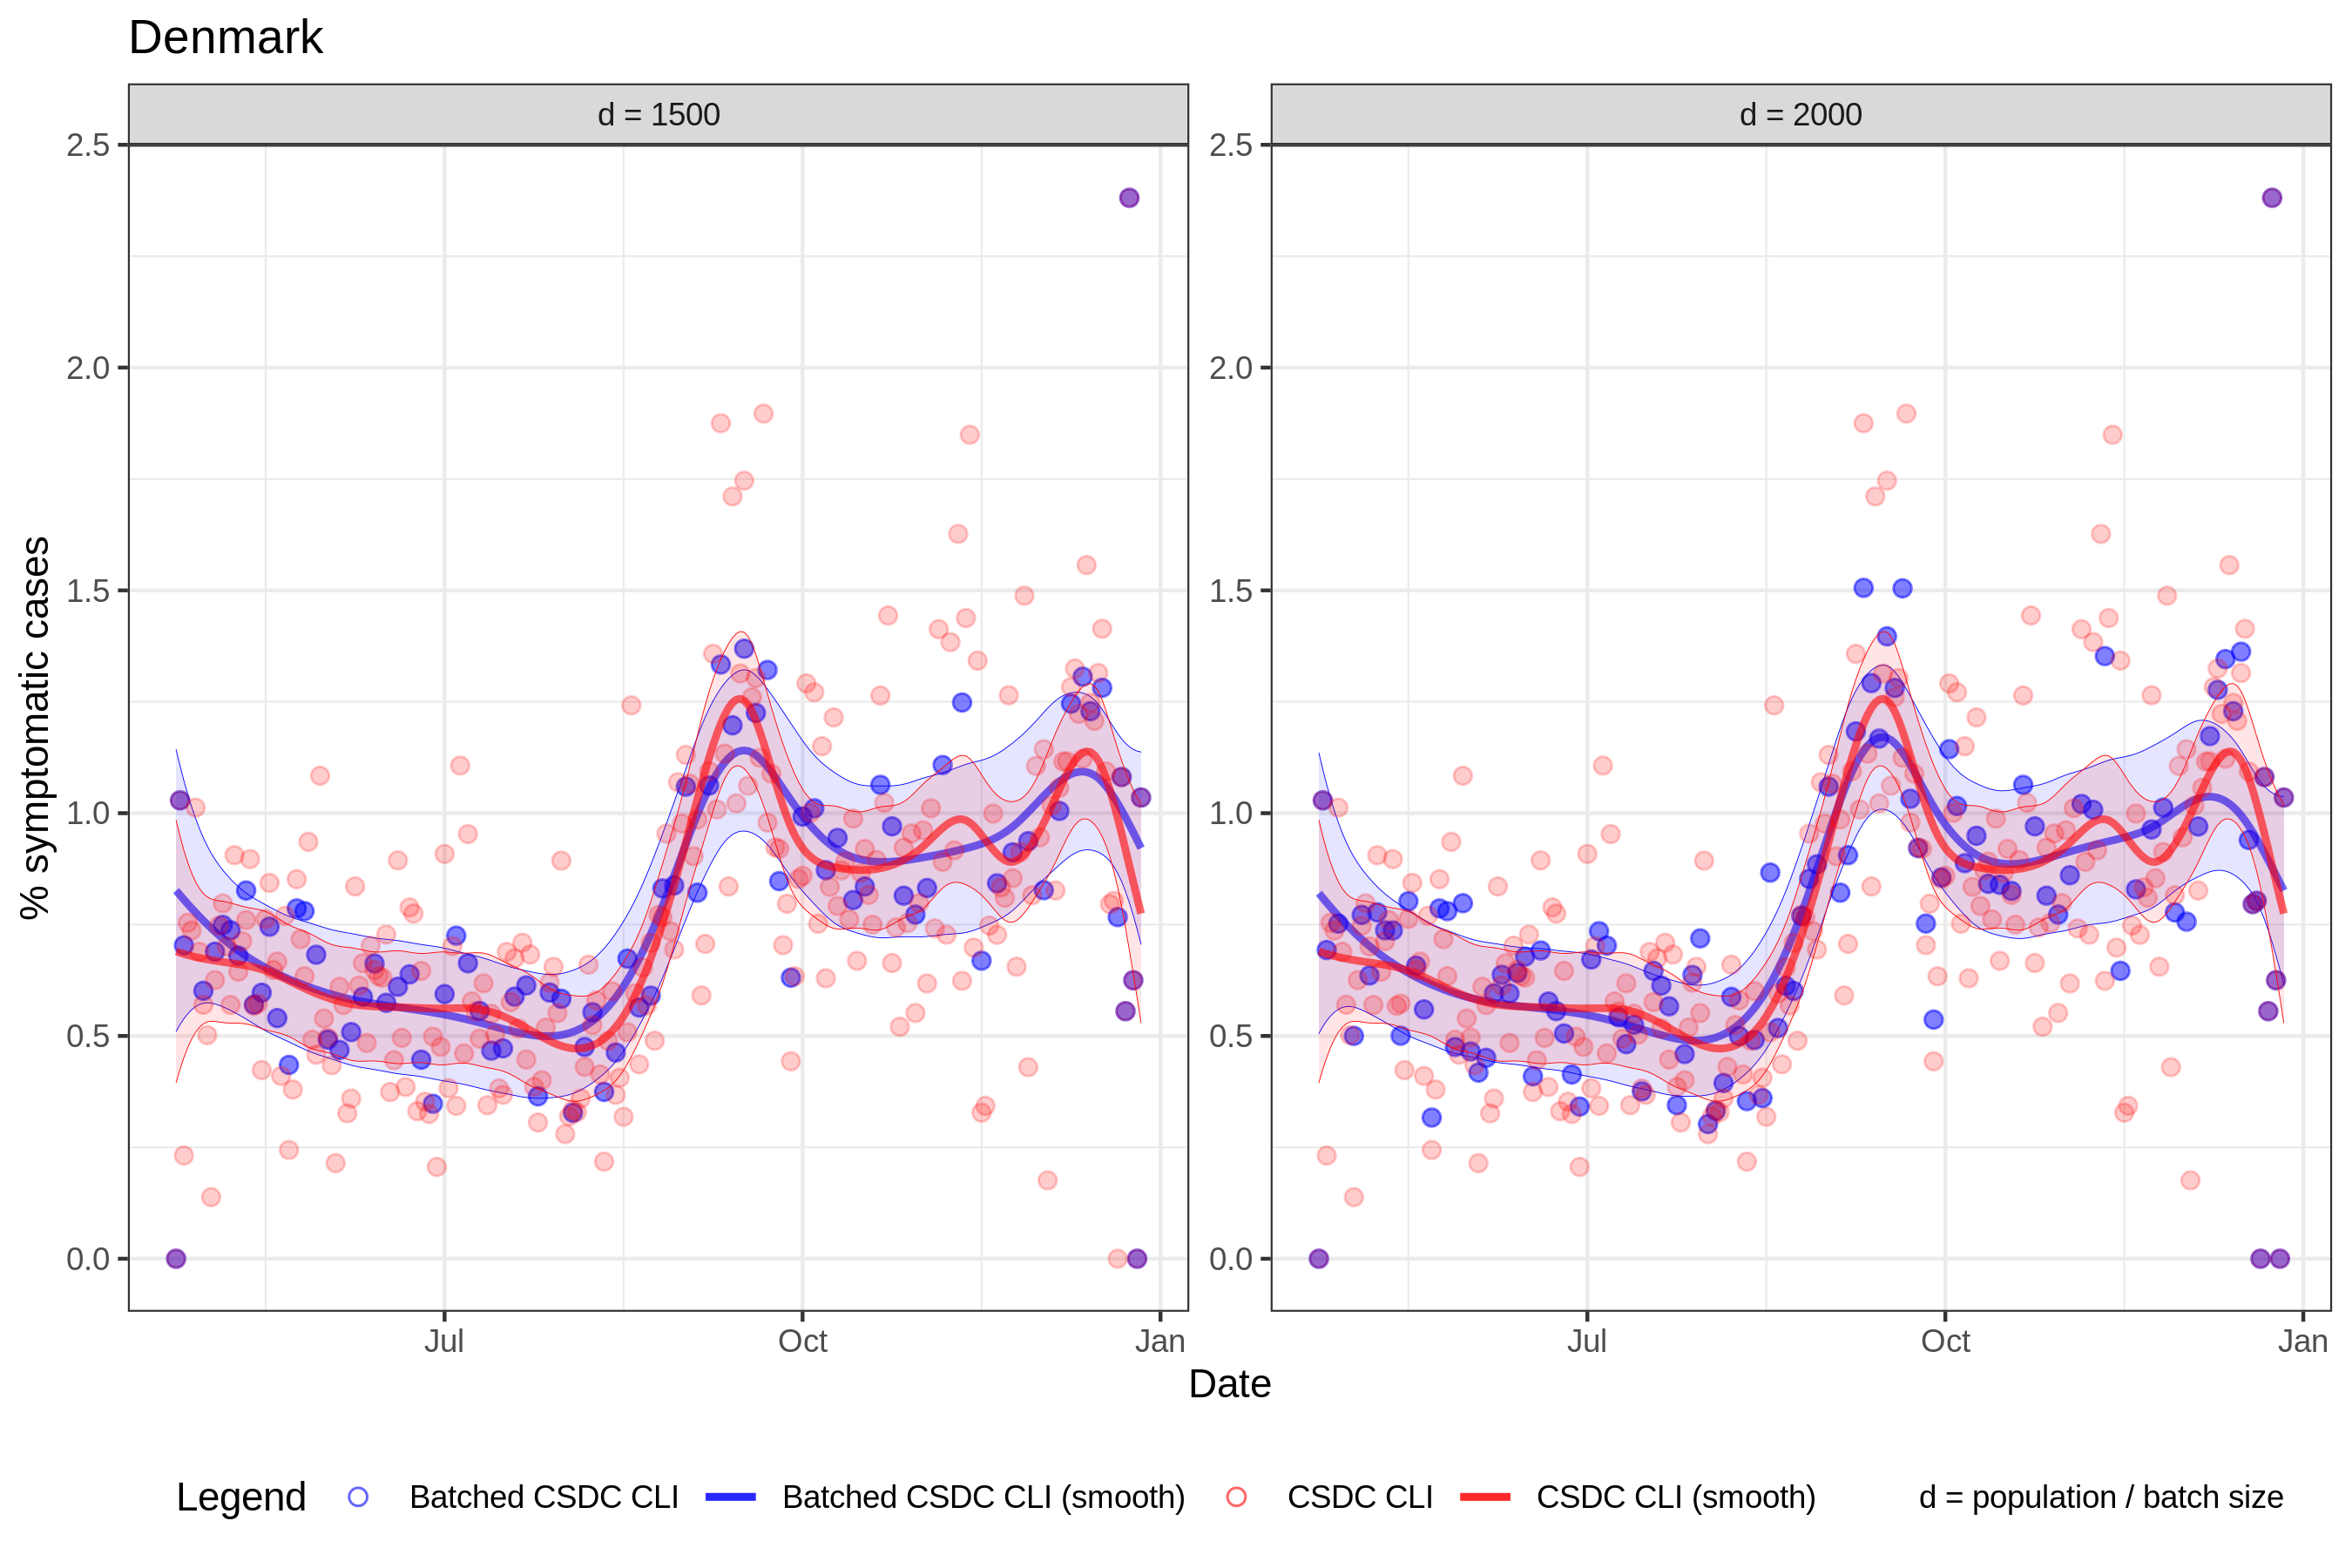 Denmark
d = 1500
d = 2000
% symptomatic cases
2.5
2.0
1.5
1.0
0.5
0.0
2.5
2.0
1.5
1.0
0.5
0.0
Jul Oct Jan
Jul Oct Jan
Date
Legend Batched CSDC CLI Batched CSDC CLI (smooth) CSDC CLI CSDC CLI (smooth) d = population / batch size